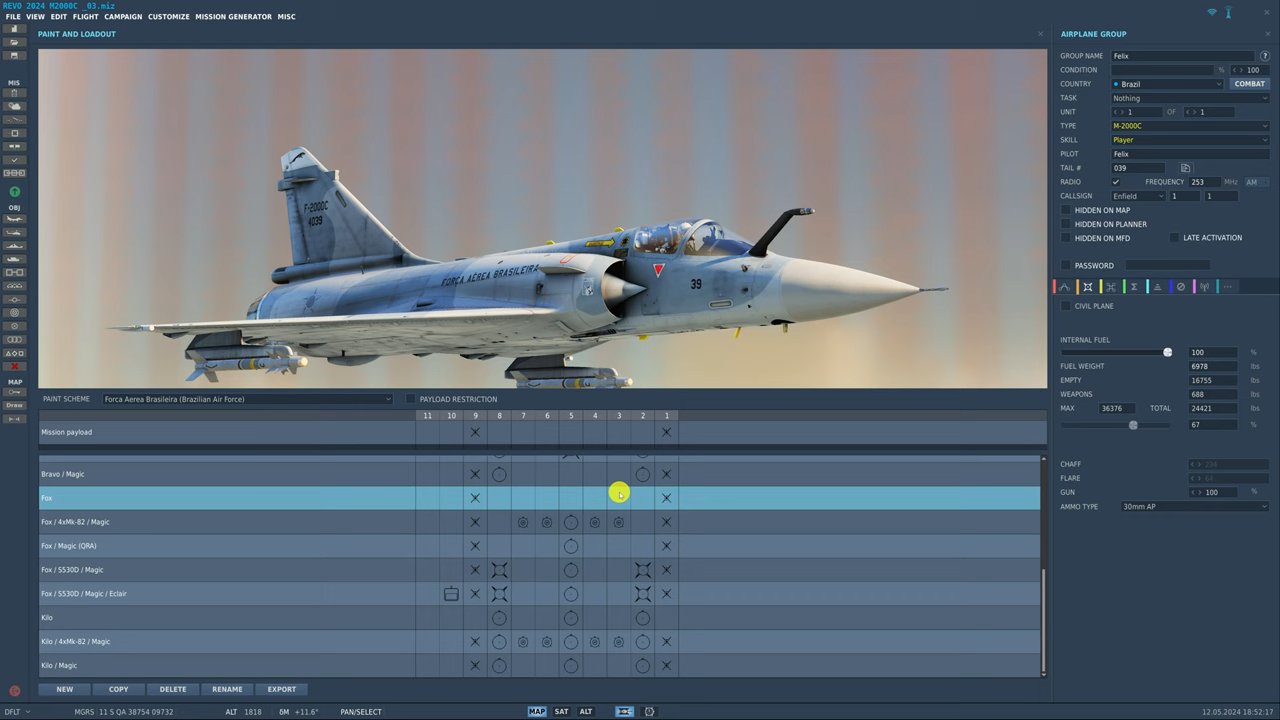 REVO 2024 M2000C _03.miz
FILE VIEW EDIT FLIGHT CAMPAIGN CUSTOMIZE MISSION GENERATOR MISC
PAINT AND LOADOUT
MIS
OBJ
MAP
Draw
F-2000C
4039
FORÇA AÉREA BRASILEIRA
39
PAINT SCHEME Forca Aerea Brasileira (Brazilian Air Force) PAYLOAD RESTRICTION
11 10 9 8 7 6 5 4 3 2 1
Mission payload
Bravo / Magic
Fox
Fox / 4xMk-82 / Magic
Fox / Magic (QRA)
Fox / S530D / Magic
Fox / S530D / Magic / Eclair
Kilo
Kilo / 4xMk-82 / Magic
Kilo / Magic
NEW COPY DELETE RENAME EXPORT
AIRPLANE GROUP
GROUP NAME Felix ?
CONDITION % <> 100
COUNTRY Brazil COMBAT
TASK Nothing
UNIT <> 1 OF <> 1
TYPE M-2000C
SKILL Player
PILOT Felix
TAIL # 039
RADIO FREQUENCY 253 MHz AM
CALLSIGN Enfield 1 1
HIDDEN ON MAP
HIDDEN ON PLANNER
HIDDEN ON MFD LATE ACTIVATION
PASSWORD
CIVIL PLANE
INTERNAL FUEL
100 %
FUEL WEIGHT 6978 lbs
EMPTY 16755 lbs
WEAPONS 688 lbs
MAX 36376 TOTAL 24421 lbs
67 %
CHAFF <> 234
FLARE <> 64
GUN <> 100 %
AMMO TYPE 30mm AP
DFLT MGRS 11 S QA 38754 09732 ALT 1818 δM +11.6° PAN/SELECT MAP SAT ALT 12.05.2024 18:52:17